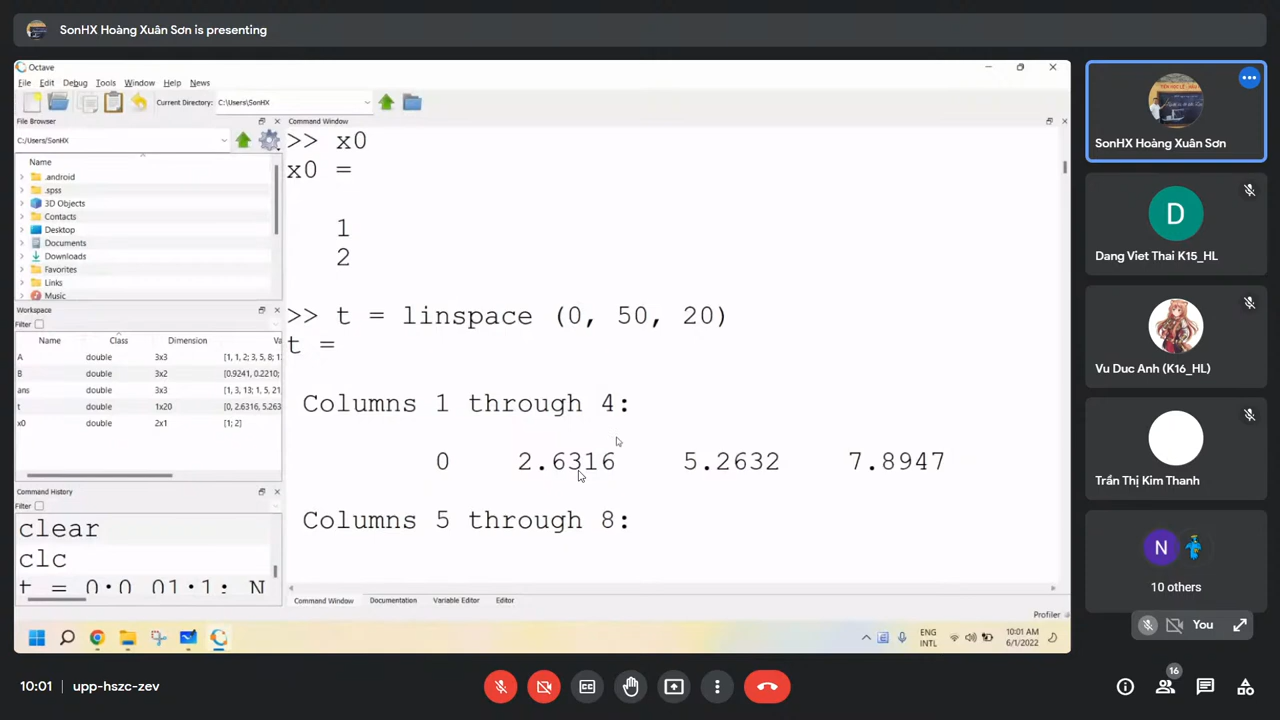 SonHX Hoàng Xuân Sơn is presenting
Octave
File Edit Debug Tools Window Help News
Current Directory: C:\Users\SonHX
File Browser
C:/Users/SonHX
Name
.android
.spss
3D Objects
Contacts
Desktop
Documents
Downloads
Favorites
Links
Music
Workspace
Filter
Name Class Dimension
A double 3x3 [1, 1, 2; 3, 5, 8;
B double 3x2 [0.9241, 0.2210;
ans double 3x3 [1, 3, 13; 1, 5, 21
t double 1x20 [0, 2.6316, 5.263
x0 double 2x1 [1; 2]
Command History
Filter
clear
clc
t = 0:0.01:1; N
Command Window
>> x0
x0 =
1
2
>> t = linspace (0, 50, 20)
t =
Columns 1 through 4:
0 2.6316 5.2632 7.8947
Columns 5 through 8:
Command Window Documentation Variable Editor Editor
Profiler
ENG
INTL
10:01 AM
6/1/2022
SonHX Hoàng Xuân Sơn
D
Dang Viet Thai K15_HL
Vu Duc Anh (K16_HL)
Trần Thị Kim Thanh
N
10 others
You
10:01 | upp-hszc-zev
16